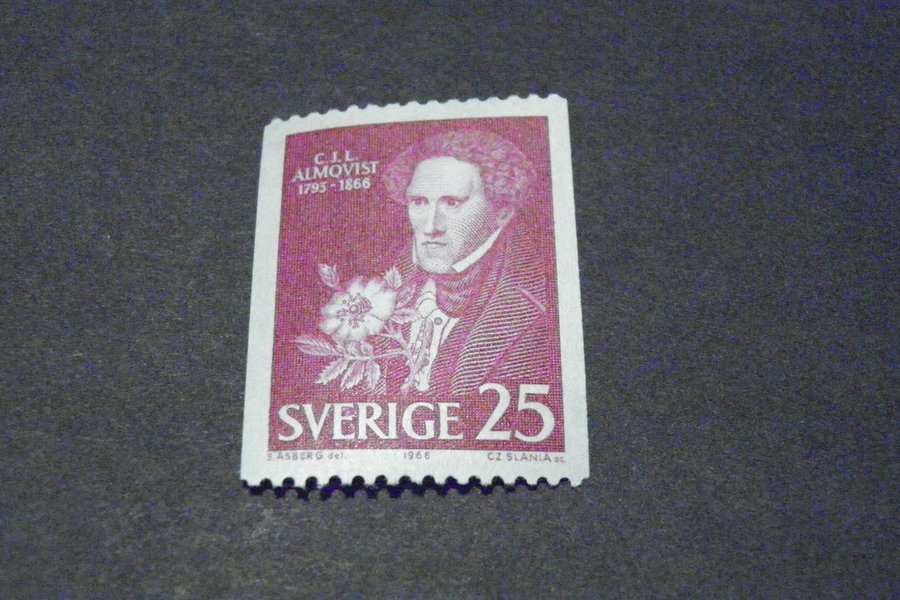 C.J.L.
ALMQVIST
1793-1866
SVERIGE 25
S ÅSBERG del. 1966 CZ.SLANIA sc.